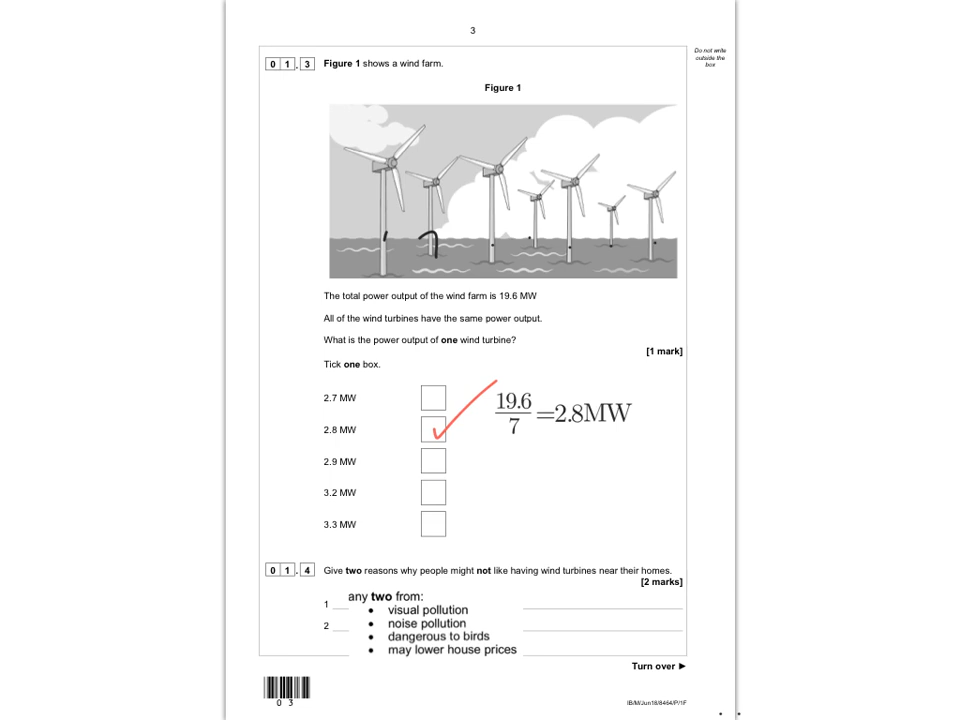 3
Do not write
outside the
box
0 1 . 3 Figure 1 shows a wind farm.
Figure 1
The total power output of the wind farm is 19.6 MW
All of the wind turbines have the same power output.
What is the power output of one wind turbine?
[1 mark]
Tick one box.
2.7 MW
2.8 MW
2.9 MW
3.2 MW
3.3 MW
19.6/7 =2.8MW
0 1 . 4 Give two reasons why people might not like having wind turbines near their homes.
[2 marks]
any two from:
1
• visual pollution
• noise pollution
2
• dangerous to birds
• may lower house prices
Turn over ►
0 3
IB/M/Jun18/8464/P/1F